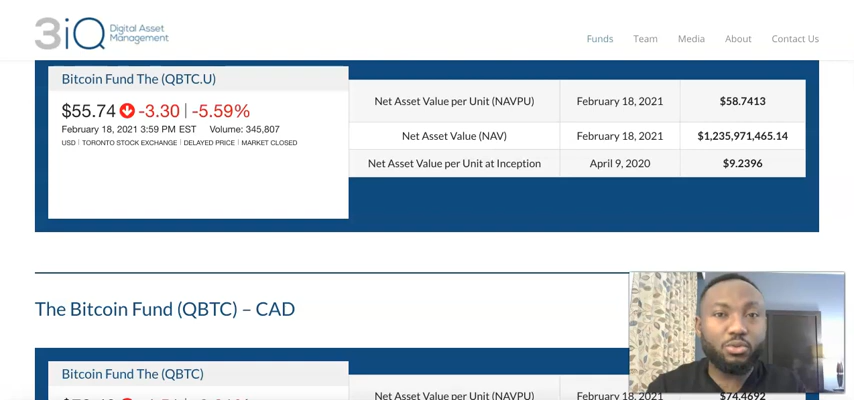 3iQ Digital Asset
Management
Funds Team Media About Contact Us
Bitcoin Fund The (QBTC.U)
$55.74 -3.30 | -5.59%
February 18, 2021 3:59 PM EST Volume: 345,807
USD | TORONTO STOCK EXCHANGE | DELAYED PRICE | MARKET CLOSED
Net Asset Value per Unit (NAVPU) February 18, 2021 $58.7413
Net Asset Value (NAV) February 18, 2021 $1,235,971,465.14
Net Asset Value per Unit at Inception April 9, 2020 $9.2396
The Bitcoin Fund (QBTC) – CAD
Bitcoin Fund The (QBTC)
Net Asset Value per Unit (NAVPU) February 18, $74.4692